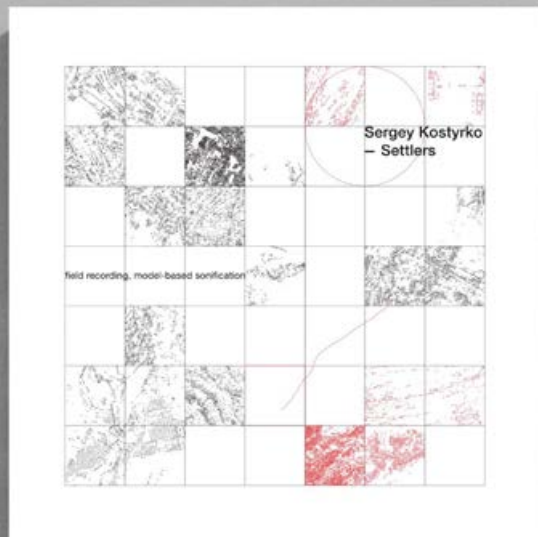 Sergey Kostyrko
– Settlers
field recording, model-based sonification